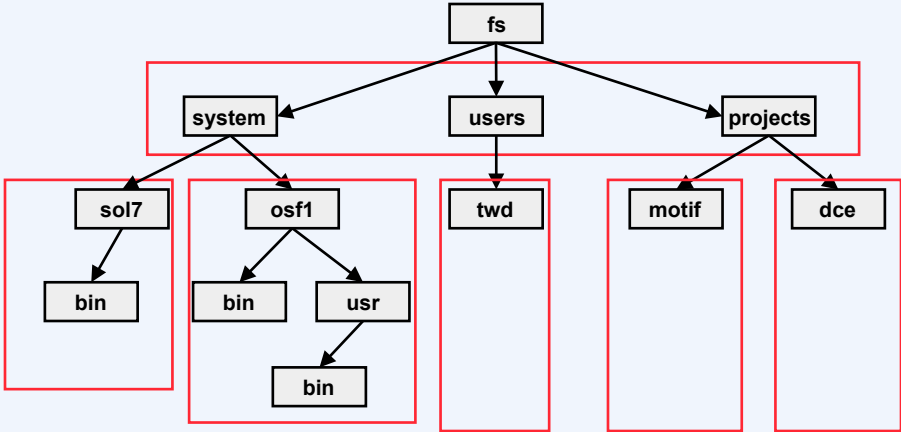 fs
system
users
projects
sol7
osf1
twd
motif
dce
bin
bin
usr
bin